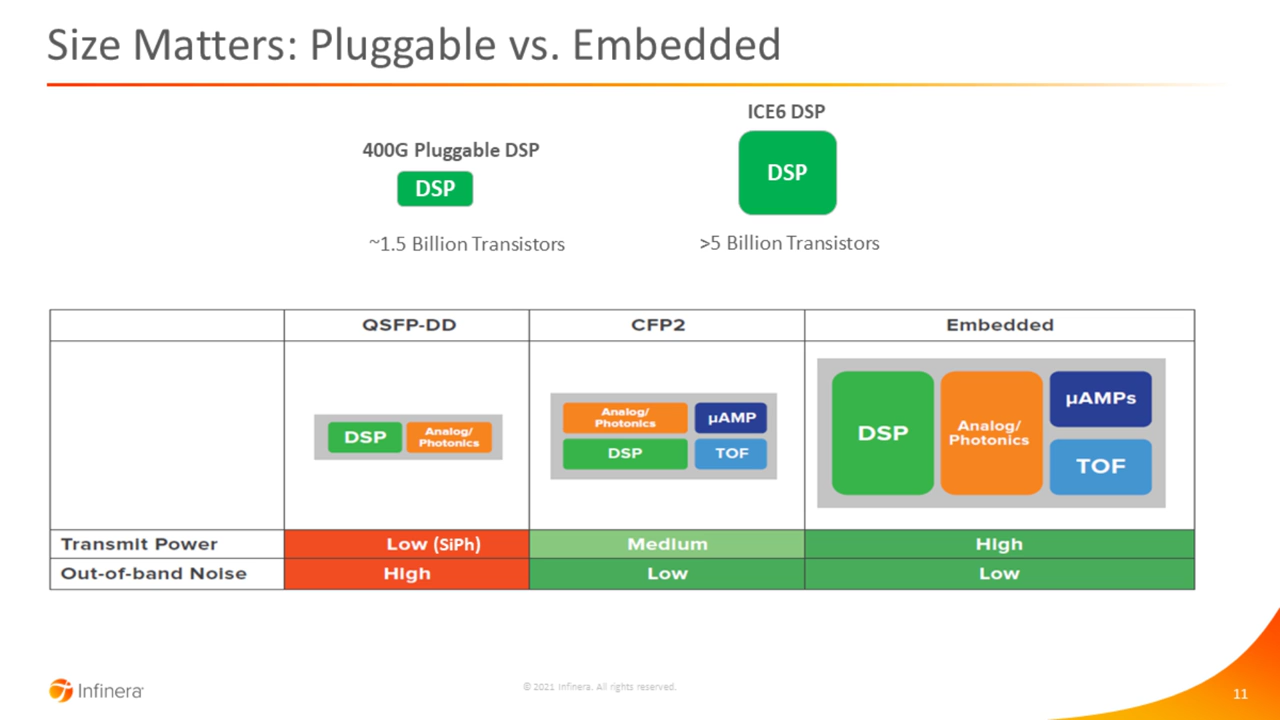 Size Matters: Pluggable vs. Embedded
ICE6 DSP
400G Pluggable DSP
DSP
DSP
~1.5 Billion Transistors
>5 Billion Transistors
QSFP-DD
CFP2
Embedded
DSP
Analog/
Photonics
Analog/
Photonics
µAMP
DSP
TOF
DSP
Analog/
Photonics
µAMPs
TOF
Transmit Power
Low (SiPh)
Medium
High
Out-of-band Noise
High
Low
Low
Infinera
© 2021 Infinera. All rights reserved.
11